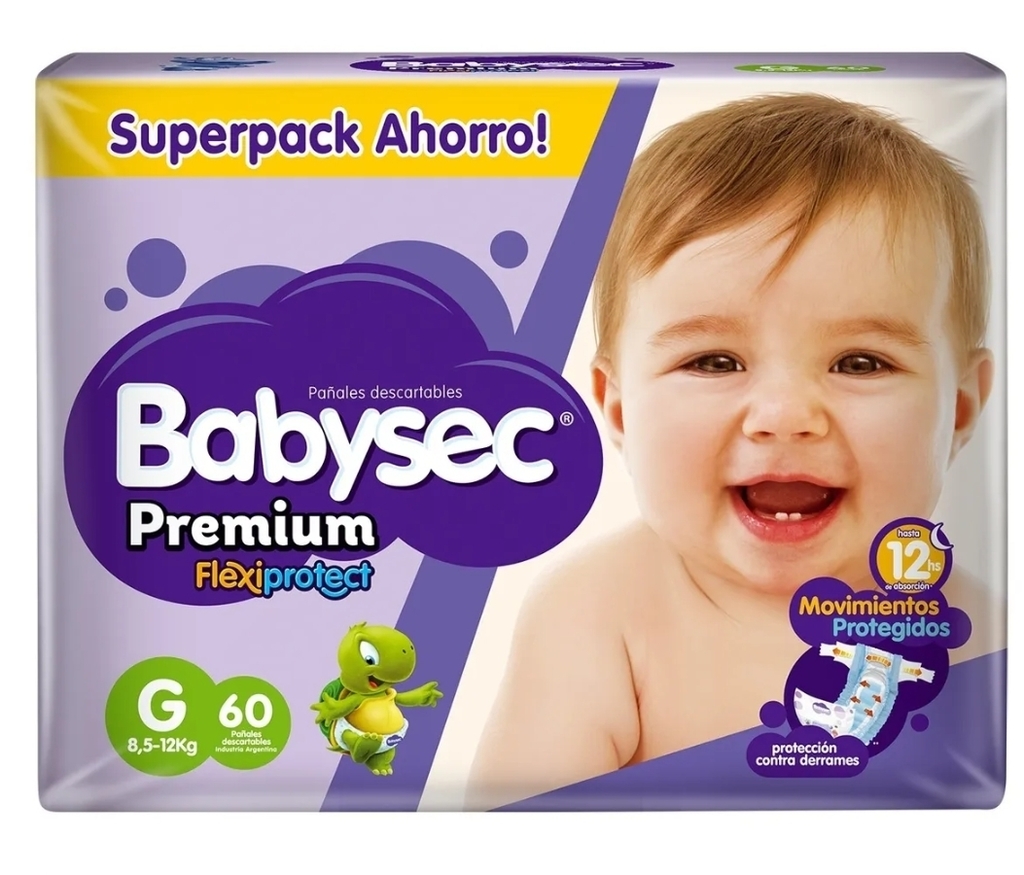 Babysec
Superpack Ahorro!
Pañales descartables
Babysec®
Premium
Flexiprotect
G
8,5-12Kg
60
Pañales
descartables
Industria Argentina
hasta
12hs
de absorción
Movimientos
Protegidos
protección
contra derrames